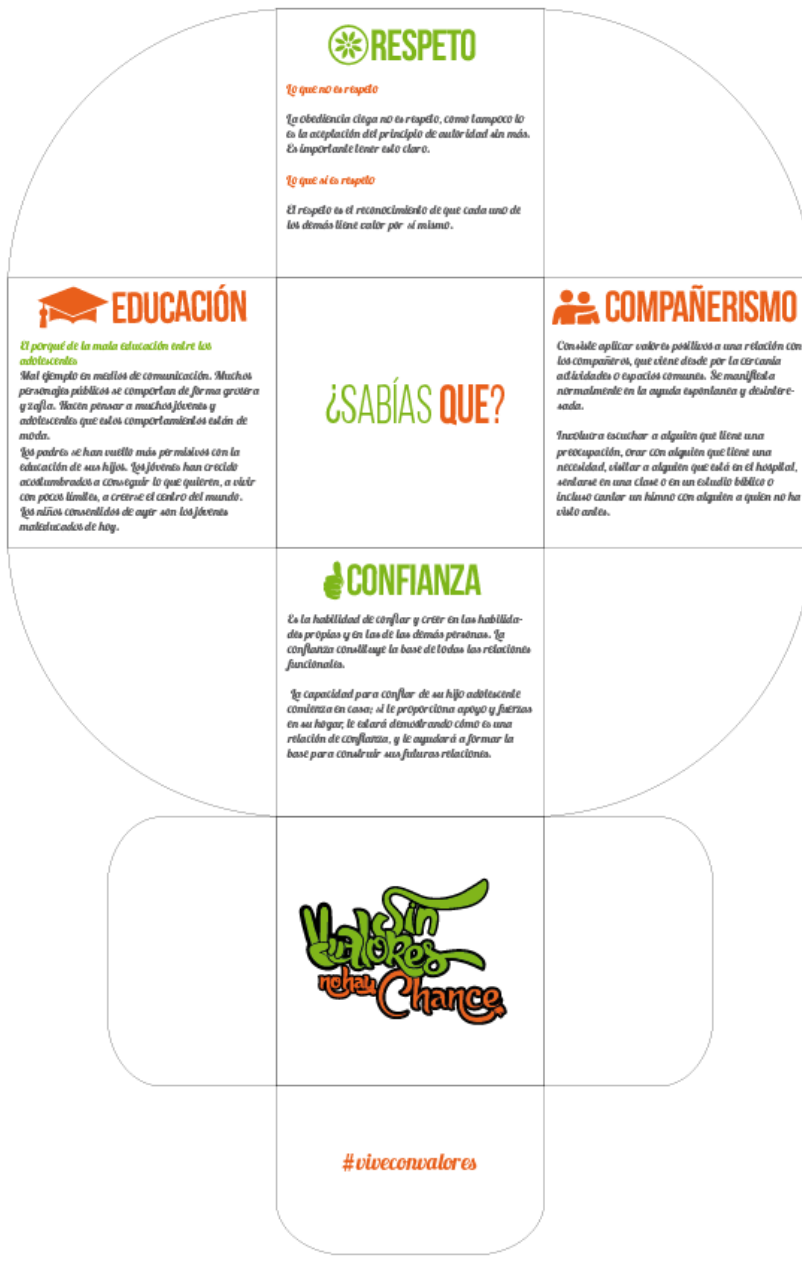 RESPETO
Lo que no es respeto
La obediencia ciega no es respeto, como tampoco lo
es la aceptación del principio de autoridad sin más.
Es importante tener esto claro.
Lo que sí es respeto
El respeto es el reconocimiento de que cada uno de
los demás tiene valor por sí mismo.
EDUCACIÓN
El porqué de la mala educación entre los
adolescentes
Mal ejemplo en medios de comunicación. Muchos
personajes públicos se comportan de forma grosera
y zafia. Hacen pensar a muchos jóvenes y
adolescentes que estos comportamientos están de
moda.
Los padres se han vuelto más permisivos con la
educación de sus hijos. Los jóvenes han crecido
acostumbrados a conseguir lo que quieren, a vivir
con pocos límites, a creerse el centro del mundo.
Los niños consentidos de ayer son los jóvenes
maleducados de hoy.
¿SABÍAS QUE?
COMPAÑERISMO
Consiste aplicar valores positivos a una relación con
los compañeros, que viene desde por la cercanía
actividades o espacios comunes. Se manifiesta
normalmente en la ayuda espontanea y desintere-
sada.
Involucra escuchar a alguien que tiene una
preocupación, orar con alguien que tiene una
necesidad, visitar a alguien que está en el hospital,
sentarse en una clase o en un estudio bíblico o
incluso cantar un himno con alguien a quien no ha
visto antes.
CONFIANZA
Es la habilidad de confiar y creer en las habilida-
des propias y en las de las demás personas. La
confianza constituye la base de todas las relaciones
funcionales.
La capacidad para confiar de su hijo adolescente
comienza en casa; si le proporciona apoyo y fuerzas
en su hogar, le estará demostrando cómo es una
relación de confianza, y le ayudará a formar la
base para construir sus futuras relaciones.
Sin
Valores
no hay Chance
#viveconvalores